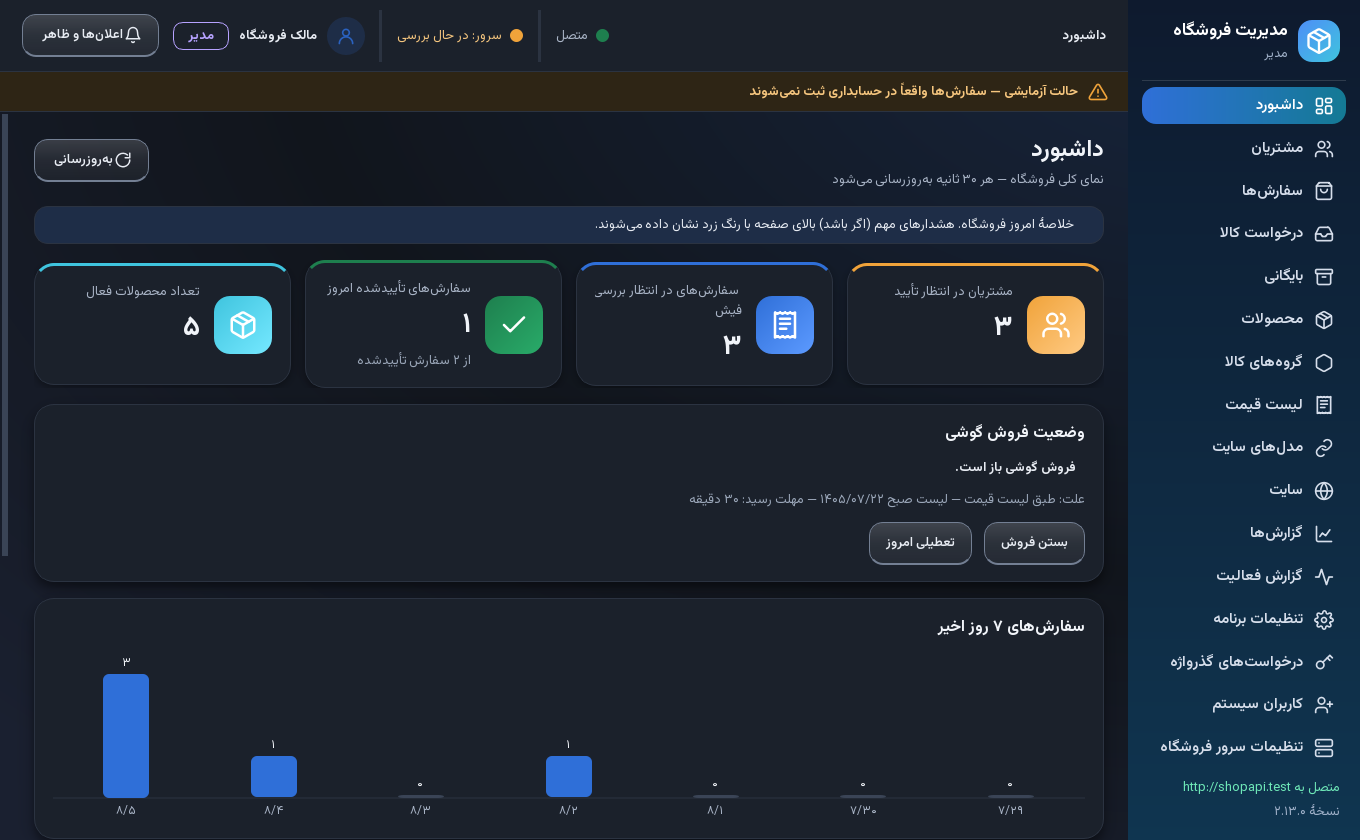 مدیریت فروشگاه
مدیر
داشبورد
مشتریان
سفارش‌ها
درخواست کالا
بایگانی
محصولات
گروه‌های کالا
لیست قیمت
مدل‌های سایت
سایت
گزارش‌ها
گزارش فعالیت
تنظیمات برنامه
درخواست‌های گذرواژه
کاربران سیستم
تنظیمات سرور فروشگاه
متصل به http://shopapi.test
نسخهٔ ۲.۱۳.۰
داشبورد
متصل
سرور: در حال بررسی
مالک فروشگاه
مدیر
اعلان‌ها و ظاهر
حالت آزمایشی — سفارش‌ها واقعاً در حسابداری ثبت نمی‌شوند
داشبورد
نمای کلی فروشگاه — هر ۳۰ ثانیه به‌روزرسانی می‌شود
به‌روزرسانی
خلاصهٔ امروز فروشگاه. هشدارهای مهم (اگر باشد) بالای صفحه با رنگ زرد نشان داده می‌شوند.
مشتریان در انتظار تأیید
۳
سفارش‌های در انتظار بررسی
فیش
۳
سفارش‌های تأییدشده امروز
۱
از ۲ سفارش تأییدشده
تعداد محصولات فعال
۵
وضعیت فروش گوشی
فروش گوشی باز است.
علت: طبق لیست قیمت — لیست صبح ۱۴۰۵/۰۷/۲۲ — مهلت رسید: ۳۰ دقیقه
بستن فروش
تعطیلی امروز
سفارش‌های ۷ روز اخیر
۰
۰
۰
۱
۰
۱
۳
۷/۲۹
۷/۳۰
۸/۱
۸/۲
۸/۳
۸/۴
۸/۵